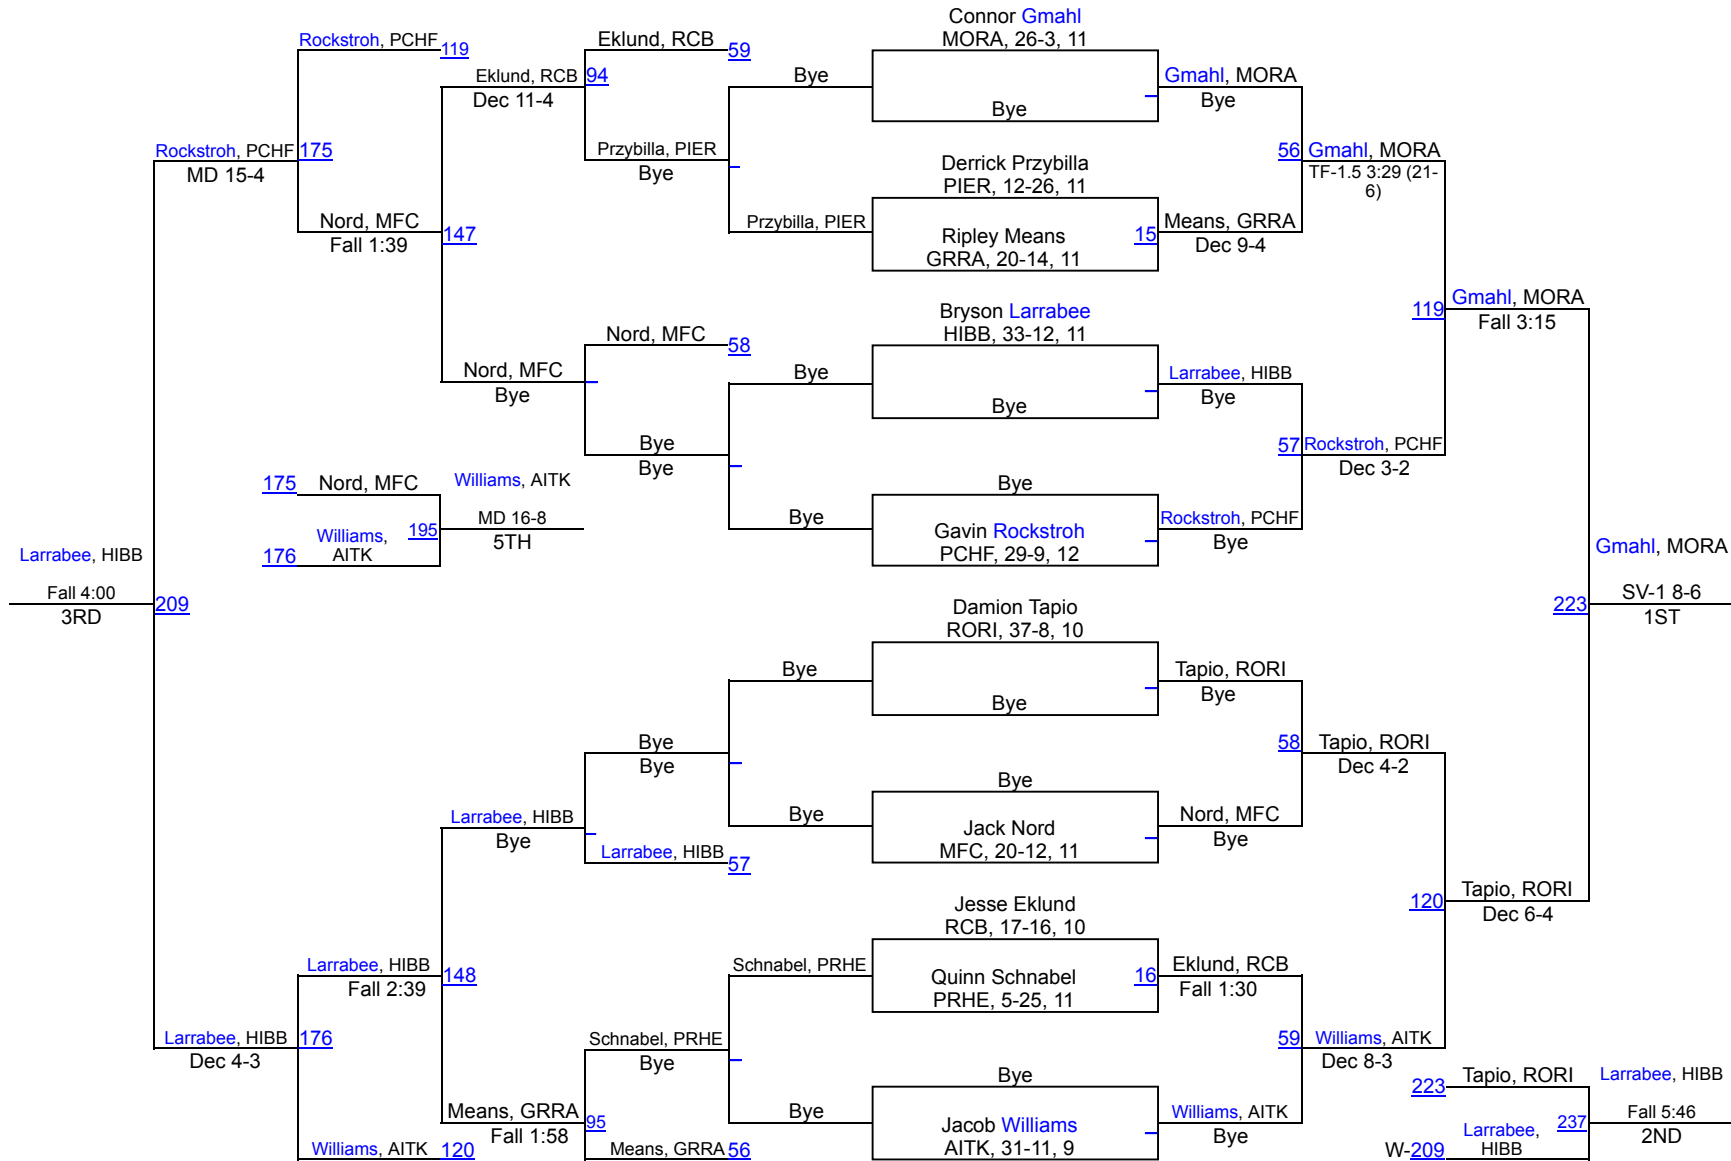 Connor Gmahl
MORA, 26-3, 11
Rockstroh, PCHF 119
Eklund, RCB 59
Eklund, RCB 94
Dec 11-4
Bye
Gmahl, MORA
Bye
Bye
Rockstroh, PCHF 175
MD 15-4
Przybilla, PIER
Bye
Derrick Przybilla
PIER, 12-26, 11
56 Gmahl, MORA
TF-1.5 3:29 (21-
6)
Nord, MFC
Fall 1:39
147
Przybilla, PIER
Ripley Means
GRRA, 20-14, 11
15 Means, GRRA
Dec 9-4
Bryson Larrabee
HIBB, 33-12, 11
119 Gmahl, MORA
Fall 3:15
Nord, MFC 58
Nord, MFC
Bye
Bye
Larrabee, HIBB
Bye
Bye
Bye
Bye
57 Rockstroh, PCHF
Dec 3-2
175 Nord, MFC
Williams, AITK
Bye
Williams,
AITK
176
195
MD 16-8
5TH
Bye
Gavin Rockstroh
PCHF, 29-9, 12
Rockstroh, PCHF
Bye
Larrabee, HIBB
Fall 4:00
3RD
209
Gmahl, MORA
223
SV-1 8-6
1ST
Damion Tapio
RORI, 37-8, 10
Bye
Tapio, RORI
Bye
Bye
Bye
Bye
58 Tapio, RORI
Dec 4-2
Bye
Larrabee, HIBB
Bye
Bye
Jack Nord
MFC, 20-12, 11
Nord, MFC
Bye
Larrabee, HIBB 57
Jesse Eklund
RCB, 17-16, 10
120
Tapio, RORI
Dec 6-4
Larrabee, HIBB 148
Fall 2:39
Schnabel, PRHE
Quinn Schnabel
PRHE, 5-25, 11
16 Eklund, RCB
Fall 1:30
Larrabee, HIBB 176
Dec 4-3
Schnabel, PRHE
Bye
59 Williams, AITK
Dec 8-3
Bye
223 Tapio, RORI
Larrabee, HIBB
Means, GRRA 95
Fall 1:58
Bye
Jacob Williams
AITK, 31-11, 9
Williams, AITK
Bye
Larrabee,
HIBB
W-209
237
Fall 5:46
2ND
Williams, AITK 120
Means, GRRA 56